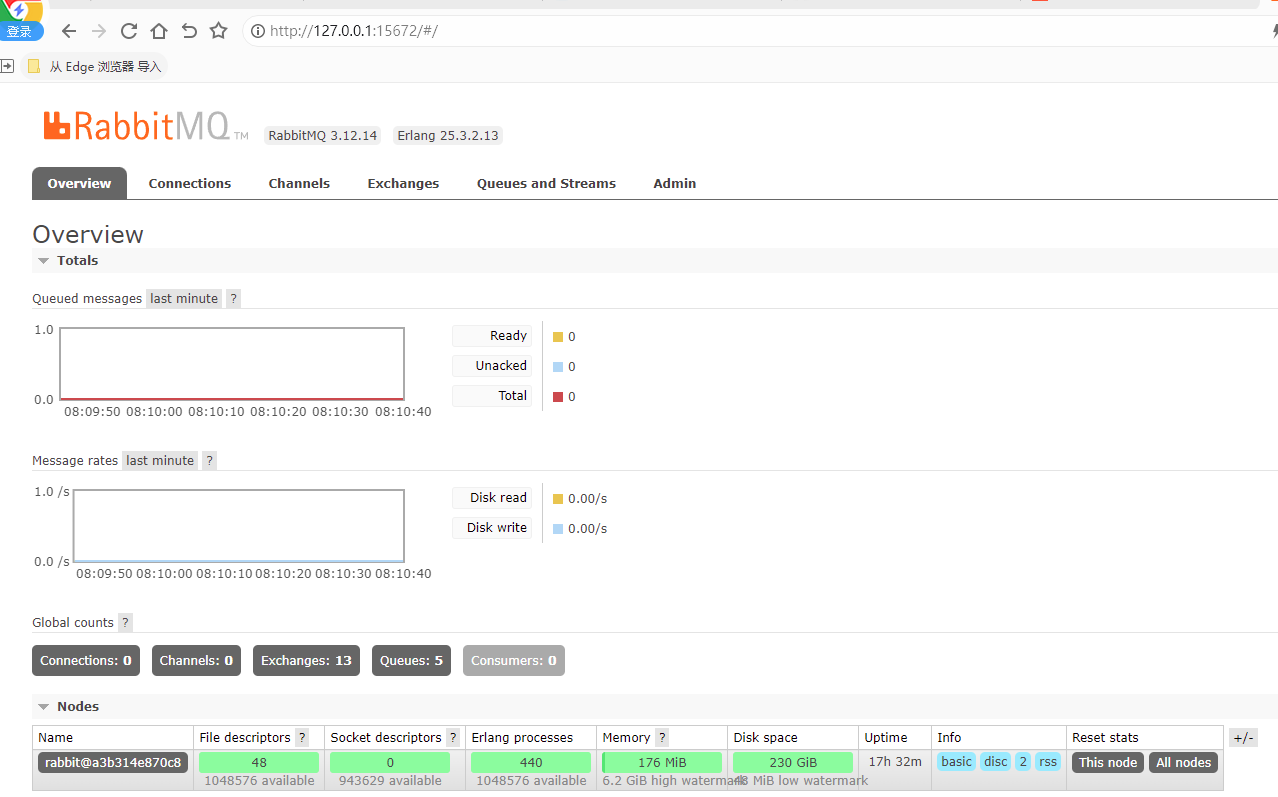 登录
http://127.0.0.1:15672/#/
从 Edge 浏览器 导入
RabbitMQ TM RabbitMQ 3.12.14 Erlang 25.3.2.13
Overview Connections Channels Exchanges Queues and Streams Admin
Overview
Totals
Queued messages last minute ?
1.0
0.0
08:09:50 08:10:00 08:10:10 08:10:20 08:10:30 08:10:40
Ready 0
Unacked 0
Total 0
Message rates last minute ?
1.0 /s
0.0 /s
08:09:50 08:10:00 08:10:10 08:10:20 08:10:30 08:10:40
Disk read 0.00/s
Disk write 0.00/s
Global counts ?
Connections: 0 Channels: 0 Exchanges: 13 Queues: 5 Consumers: 0
Nodes
Name File descriptors ? Socket descriptors ? Erlang processes Memory ? Disk space Uptime Info Reset stats +/-
rabbit@a3b314e870c8 48 0 440 176 MiB 230 GiB 17h 32m basic disc 2 rss This node All nodes
1048576 available 943629 available 1048576 available 6.2 GiB high watermark 48 MiB low watermark